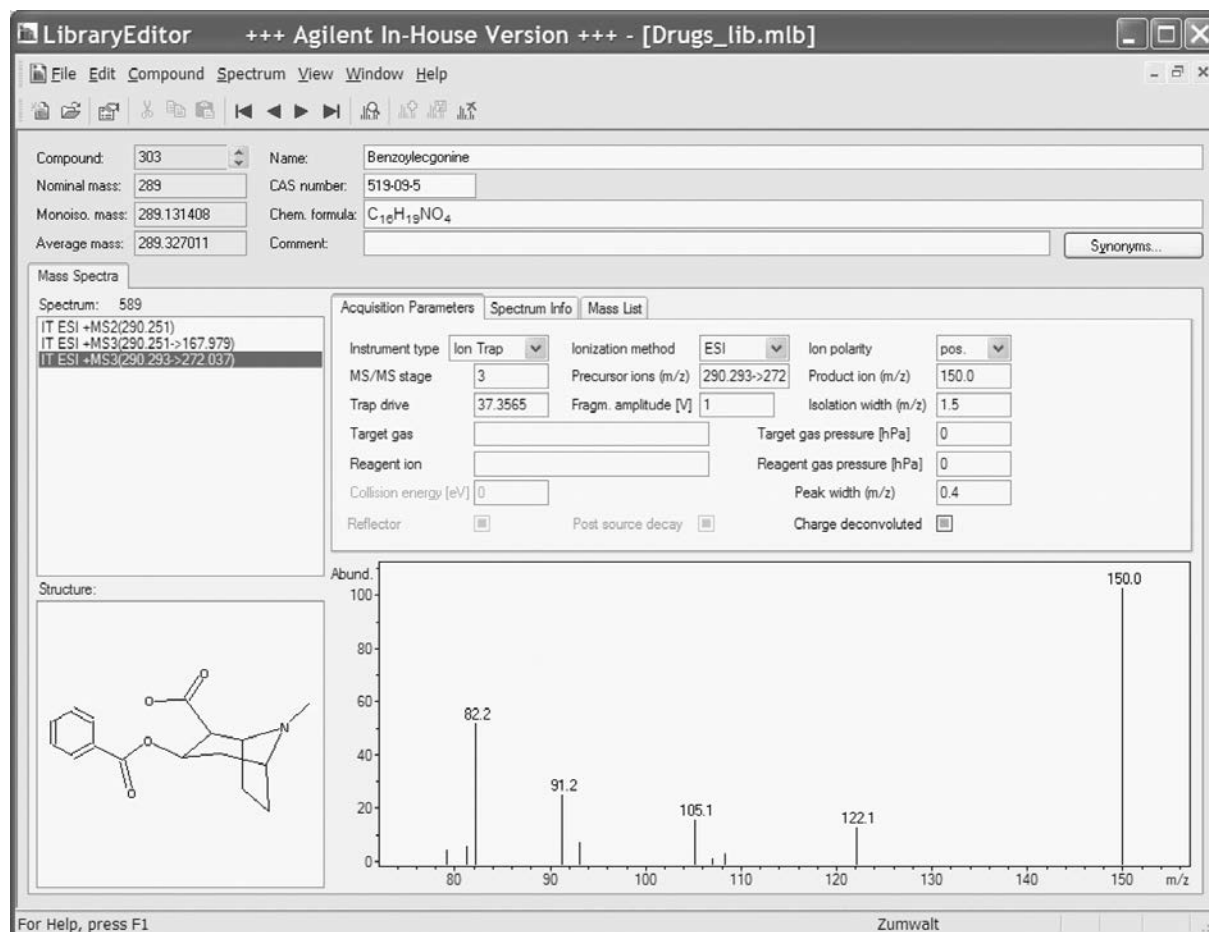 LibraryEditor +++ Agilent In-House Version +++ - [Drugs_lib.mlb]
File Edit Compound Spectrum View Window Help
Compound: 303 Name: Benzoylecgonine
Nominal mass: 289 CAS number: 519-09-5
Monoiso. mass: 289.131408 Chem. formula: C16H19NO4
Average mass: 289.327011 Comment: Synonyms...
Mass Spectra
Spectrum: 589
IT ESI +MS2(290.251)
IT ESI +MS3(290.251->167.979)
IT ESI +MS3(290.293->272.037)
Acquisition Parameters Spectrum Info Mass List
Instrument type Ion Trap Ionization method ESI Ion polarity pos.
MS/MS stage 3 Precursor ions (m/z) 290.293->272 Product ion (m/z) 150.0
Trap drive 37.3565 Fragm. amplitude [V] 1 Isolation width (m/z) 1.5
Target gas Target gas pressure [hPa] 0
Reagent ion Reagent gas pressure [hPa] 0
Collision energy [eV] 0 Peak width (m/z) 0.4
Reflector Post source decay Charge deconvoluted
Structure:
O
O
N
O
O
Abund.
100
80
60
40
20
0
150.0
82.2
91.2
105.1
122.1
80 90 100 110 120 130 140 150 m/z
For Help, press F1 Zumwalt